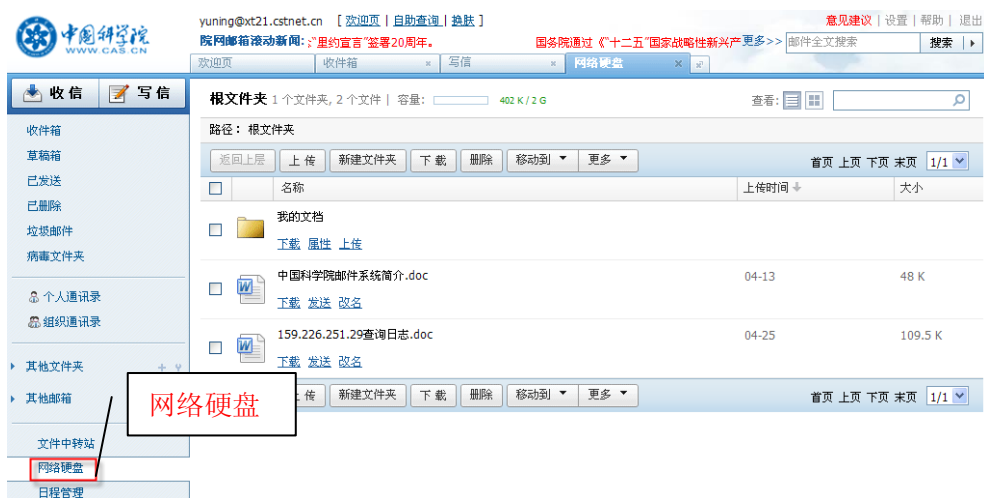 中国科学院
WWW.CAS.CN
yuning@xt21.cstnet.cn [ 欢迎页 | 自助查询 | 换肤 ]
意见建议 | 设置 | 帮助 | 退出
院网邮箱滚动新闻: ;"里约宣言"签署20周年。 国务院通过《"十二五"国家战略性新兴产 更多>> 邮件全文搜索 搜索
欢迎页 收件箱 × 写信 × 网络硬盘 ×
收信 写信
根文件夹 1 个文件夹, 2 个文件 | 容量: 402 K / 2 G 查看:
收件箱
路径: 根文件夹
草稿箱
返回上层 上 传 新建文件夹 下 载 删除 移动到 更多 首页 上页 下页 末页 1/1
已发送
名称 上传时间 大小
已删除
垃圾邮件
病毒文件夹
我的文档
下载 属性 上传
中国科学院邮件系统简介.doc 04-13 48 K
下载 发送 改名
个人通讯录
组织通讯录
159.226.251.29查询日志.doc 04-25 109.5 K
下载 发送 改名
其他文件夹
其他邮箱
传 新建文件夹 下 载 删除 移动到 更多 首页 上页 下页 末页 1/1
网络硬盘
文件中转站
网络硬盘
日程管理